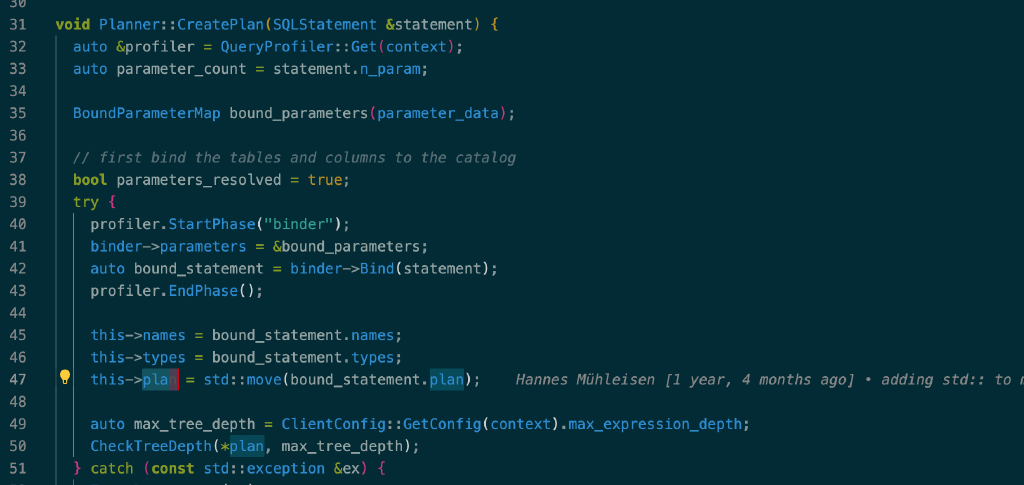 30
31 void Planner::CreatePlan(SQLStatement &statement) {
32 auto &profiler = QueryProfiler::Get(context);
33 auto parameter_count = statement.n_param;
34
35 BoundParameterMap bound_parameters(parameter_data);
36
37 // first bind the tables and columns to the catalog
38 bool parameters_resolved = true;
39 try {
40 profiler.StartPhase("binder");
41 binder->parameters = &bound_parameters;
42 auto bound_statement = binder->Bind(statement);
43 profiler.EndPhase();
44
45 this->names = bound_statement.names;
46 this->types = bound_statement.types;
47 this->plan = std::move(bound_statement.plan); Hannes Mühleisen [1 year, 4 months ago] • adding std:: to
48
49 auto max_tree_depth = ClientConfig::GetConfig(context).max_expression_depth;
50 CheckTreeDepth(*plan, max_tree_depth);
51 } catch (const std::exception &ex) {